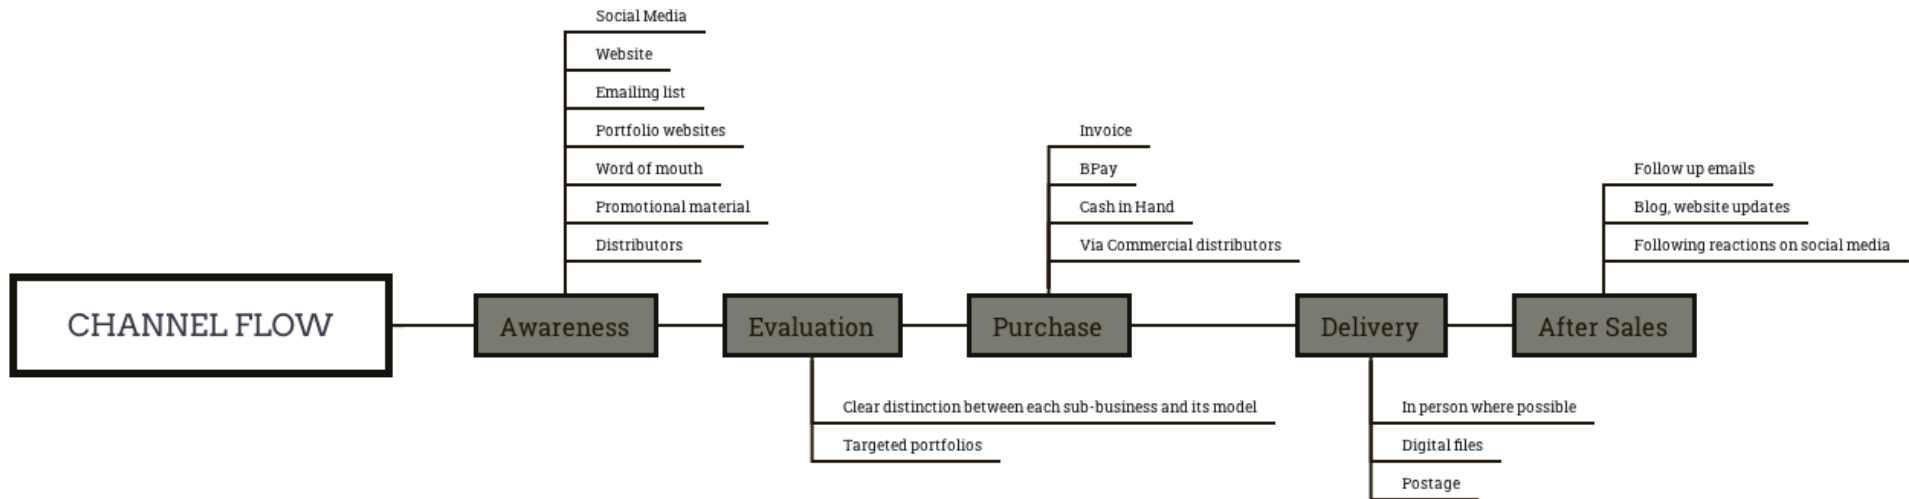 CHANNEL FLOW
Awareness
Social Media
Website
Emailing list
Portfolio websites
Word of mouth
Promotional material
Distributors
Evaluation
Clear distinction between each sub-business and its model
Targeted portfolios
Purchase
Invoice
BPay
Cash in Hand
Via Commercial distributors
Delivery
In person where possible
Digital files
Postage
After Sales
Follow up emails
Blog, website updates
Following reactions on social media